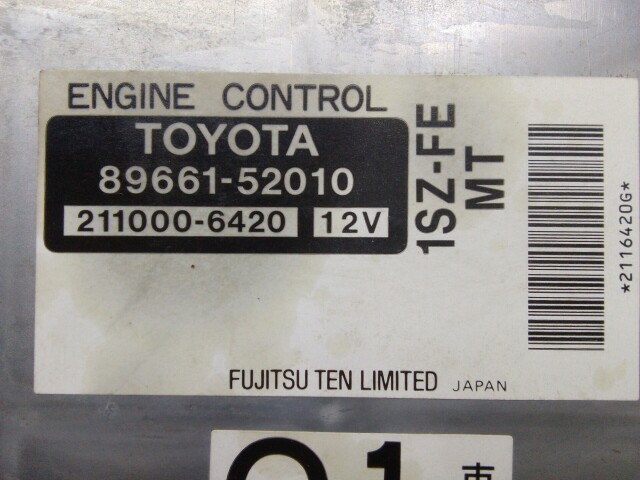 ENGINE CONTROL
TOYOTA
89661-52010
211000-6420 12V
1SZ-FE
MT
*2116420G*
FUJITSU TEN LIMITED JAPAN